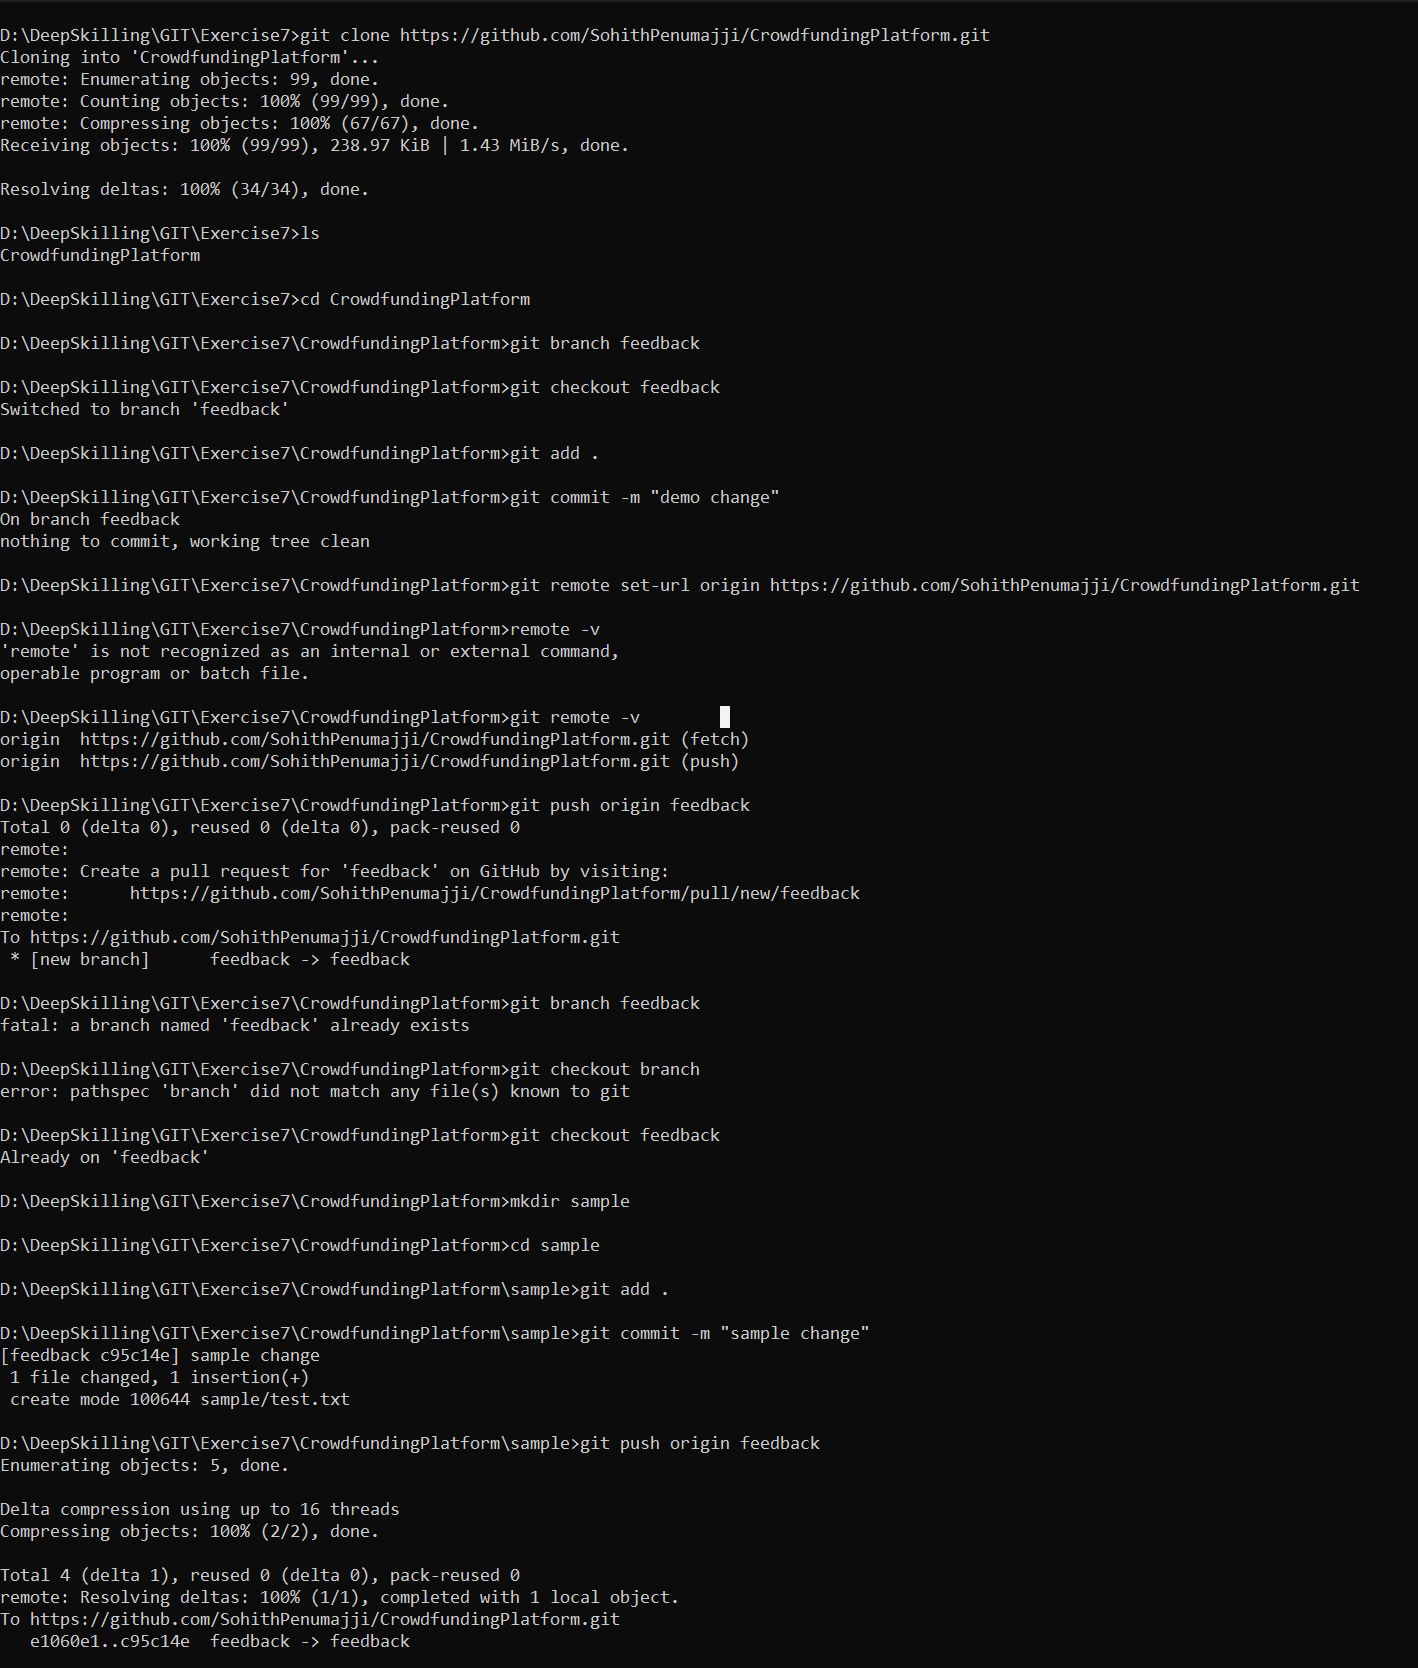 D:\DeepSkilling\GIT\Exercise7>git clone https://github.com/SohithPenumajji/CrowdfundingPlatform.git
Cloning into 'CrowdfundingPlatform'...
remote: Enumerating objects: 99, done.
remote: Counting objects: 100% (99/99), done.
remote: Compressing objects: 100% (67/67), done.
Receiving objects: 100% (99/99), 238.97 KiB | 1.43 MiB/s, done.
Resolving deltas: 100% (34/34), done.
D:\DeepSkilling\GIT\Exercise7>ls
CrowdfundingPlatform
D:\DeepSkilling\GIT\Exercise7>cd CrowdfundingPlatform
D:\DeepSkilling\GIT\Exercise7\CrowdfundingPlatform>git branch feedback
D:\DeepSkilling\GIT\Exercise7\CrowdfundingPlatform>git checkout feedback
Switched to branch 'feedback'
D:\DeepSkilling\GIT\Exercise7\CrowdfundingPlatform>git add .
D:\DeepSkilling\GIT\Exercise7\CrowdfundingPlatform>git commit -m "demo change"
On branch feedback
nothing to commit, working tree clean
D:\DeepSkilling\GIT\Exercise7\CrowdfundingPlatform>git remote set-url origin https://github.com/SohithPenumajji/CrowdfundingPlatform.git
D:\DeepSkilling\GIT\Exercise7\CrowdfundingPlatform>remote -v
'remote' is not recognized as an internal or external command,
operable program or batch file.
D:\DeepSkilling\GIT\Exercise7\CrowdfundingPlatform>git remote -v
origin  https://github.com/SohithPenumajji/CrowdfundingPlatform.git (fetch)
origin  https://github.com/SohithPenumajji/CrowdfundingPlatform.git (push)
D:\DeepSkilling\GIT\Exercise7\CrowdfundingPlatform>git push origin feedback
Total 0 (delta 0), reused 0 (delta 0), pack-reused 0
remote:
remote: Create a pull request for 'feedback' on GitHub by visiting:
remote:      https://github.com/SohithPenumajji/CrowdfundingPlatform/pull/new/feedback
remote:
To https://github.com/SohithPenumajji/CrowdfundingPlatform.git
 * [new branch]      feedback -> feedback
D:\DeepSkilling\GIT\Exercise7\CrowdfundingPlatform>git branch feedback
fatal: a branch named 'feedback' already exists
D:\DeepSkilling\GIT\Exercise7\CrowdfundingPlatform>git checkout branch
error: pathspec 'branch' did not match any file(s) known to git
D:\DeepSkilling\GIT\Exercise7\CrowdfundingPlatform>git checkout feedback
Already on 'feedback'
D:\DeepSkilling\GIT\Exercise7\CrowdfundingPlatform>mkdir sample
D:\DeepSkilling\GIT\Exercise7\CrowdfundingPlatform>cd sample
D:\DeepSkilling\GIT\Exercise7\CrowdfundingPlatform\sample>git add .
D:\DeepSkilling\GIT\Exercise7\CrowdfundingPlatform\sample>git commit -m "sample change"
[feedback c95c14e] sample change
 1 file changed, 1 insertion(+)
 create mode 100644 sample/test.txt
D:\DeepSkilling\GIT\Exercise7\CrowdfundingPlatform\sample>git push origin feedback
Enumerating objects: 5, done.
Delta compression using up to 16 threads
Compressing objects: 100% (2/2), done.
Total 4 (delta 1), reused 0 (delta 0), pack-reused 0
remote: Resolving deltas: 100% (1/1), completed with 1 local object.
To https://github.com/SohithPenumajji/CrowdfundingPlatform.git
   e1060e1..c95c14e  feedback -> feedback